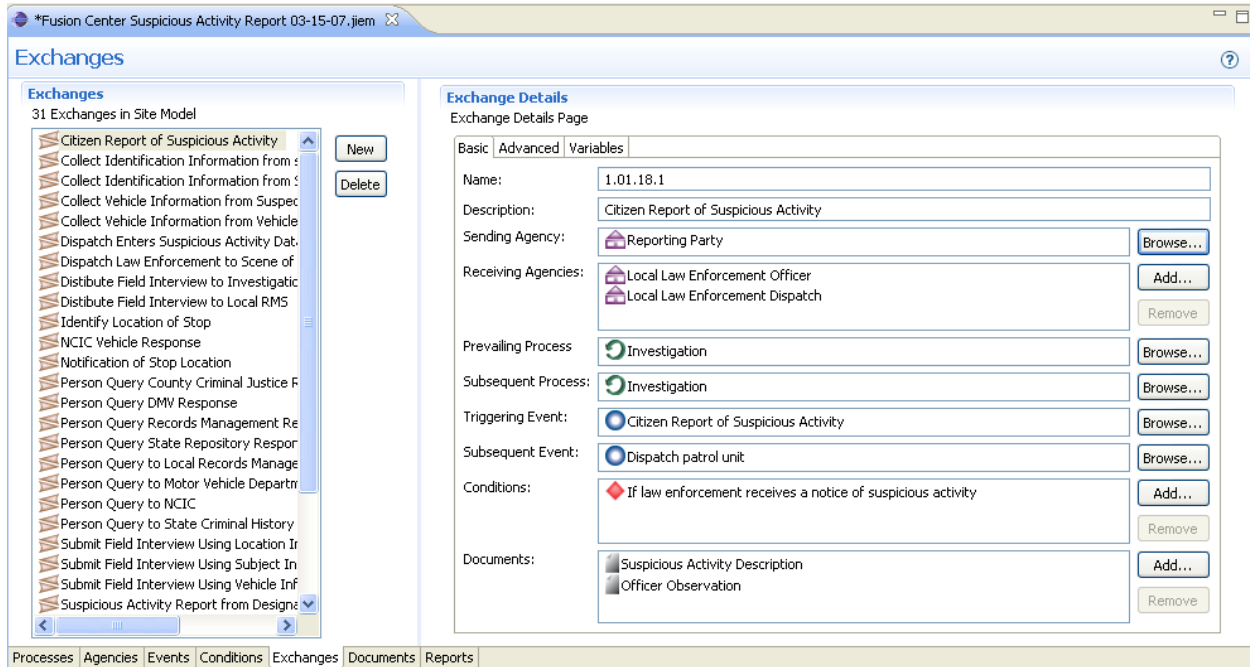 *Fusion Center Suspicious Activity Report 03-15-07.jiem
Exchanges
Exchanges
31 Exchanges in Site Model
Citizen Report of Suspicious Activity
Collect Identification Information from s
Collect Identification Information from S
Collect Vehicle Information from Suspec
Collect Vehicle Information from Vehicle
Dispatch Enters Suspicious Activity Dat
Dispatch Law Enforcement to Scene of
Distibute Field Interview to Investigatic
Distibute Field Interview to Local RMS
Identify Location of Stop
NCIC Vehicle Response
Notification of Stop Location
Person Query County Criminal Justice R
Person Query DMV Response
Person Query Records Management Re
Person Query State Repository Respor
Person Query to Local Records Manage
Person Query to Motor Vehicle Departm
Person Query to NCIC
Person Query to State Criminal History
Submit Field Interview Using Location Ir
Submit Field Interview Using Subject In
Submit Field Interview Using Vehicle Inf
Suspicious Activity Report from Designa
New
Delete
Exchange Details
Exchange Details Page
Basic Advanced Variables
Name: 1.01.18.1
Description: Citizen Report of Suspicious Activity
Sending Agency: Reporting Party Browse...
Receiving Agencies: Local Law Enforcement Officer Add...
Local Law Enforcement Dispatch
Remove
Prevailing Process Investigation Browse...
Subsequent Process: Investigation Browse...
Triggering Event: Citizen Report of Suspicious Activity Browse...
Subsequent Event: Dispatch patrol unit Browse...
Conditions: If law enforcement receives a notice of suspicious activity Add...
Remove
Documents: Suspicious Activity Description Add...
Officer Observation
Remove
Processes Agencies Events Conditions Exchanges Documents Reports